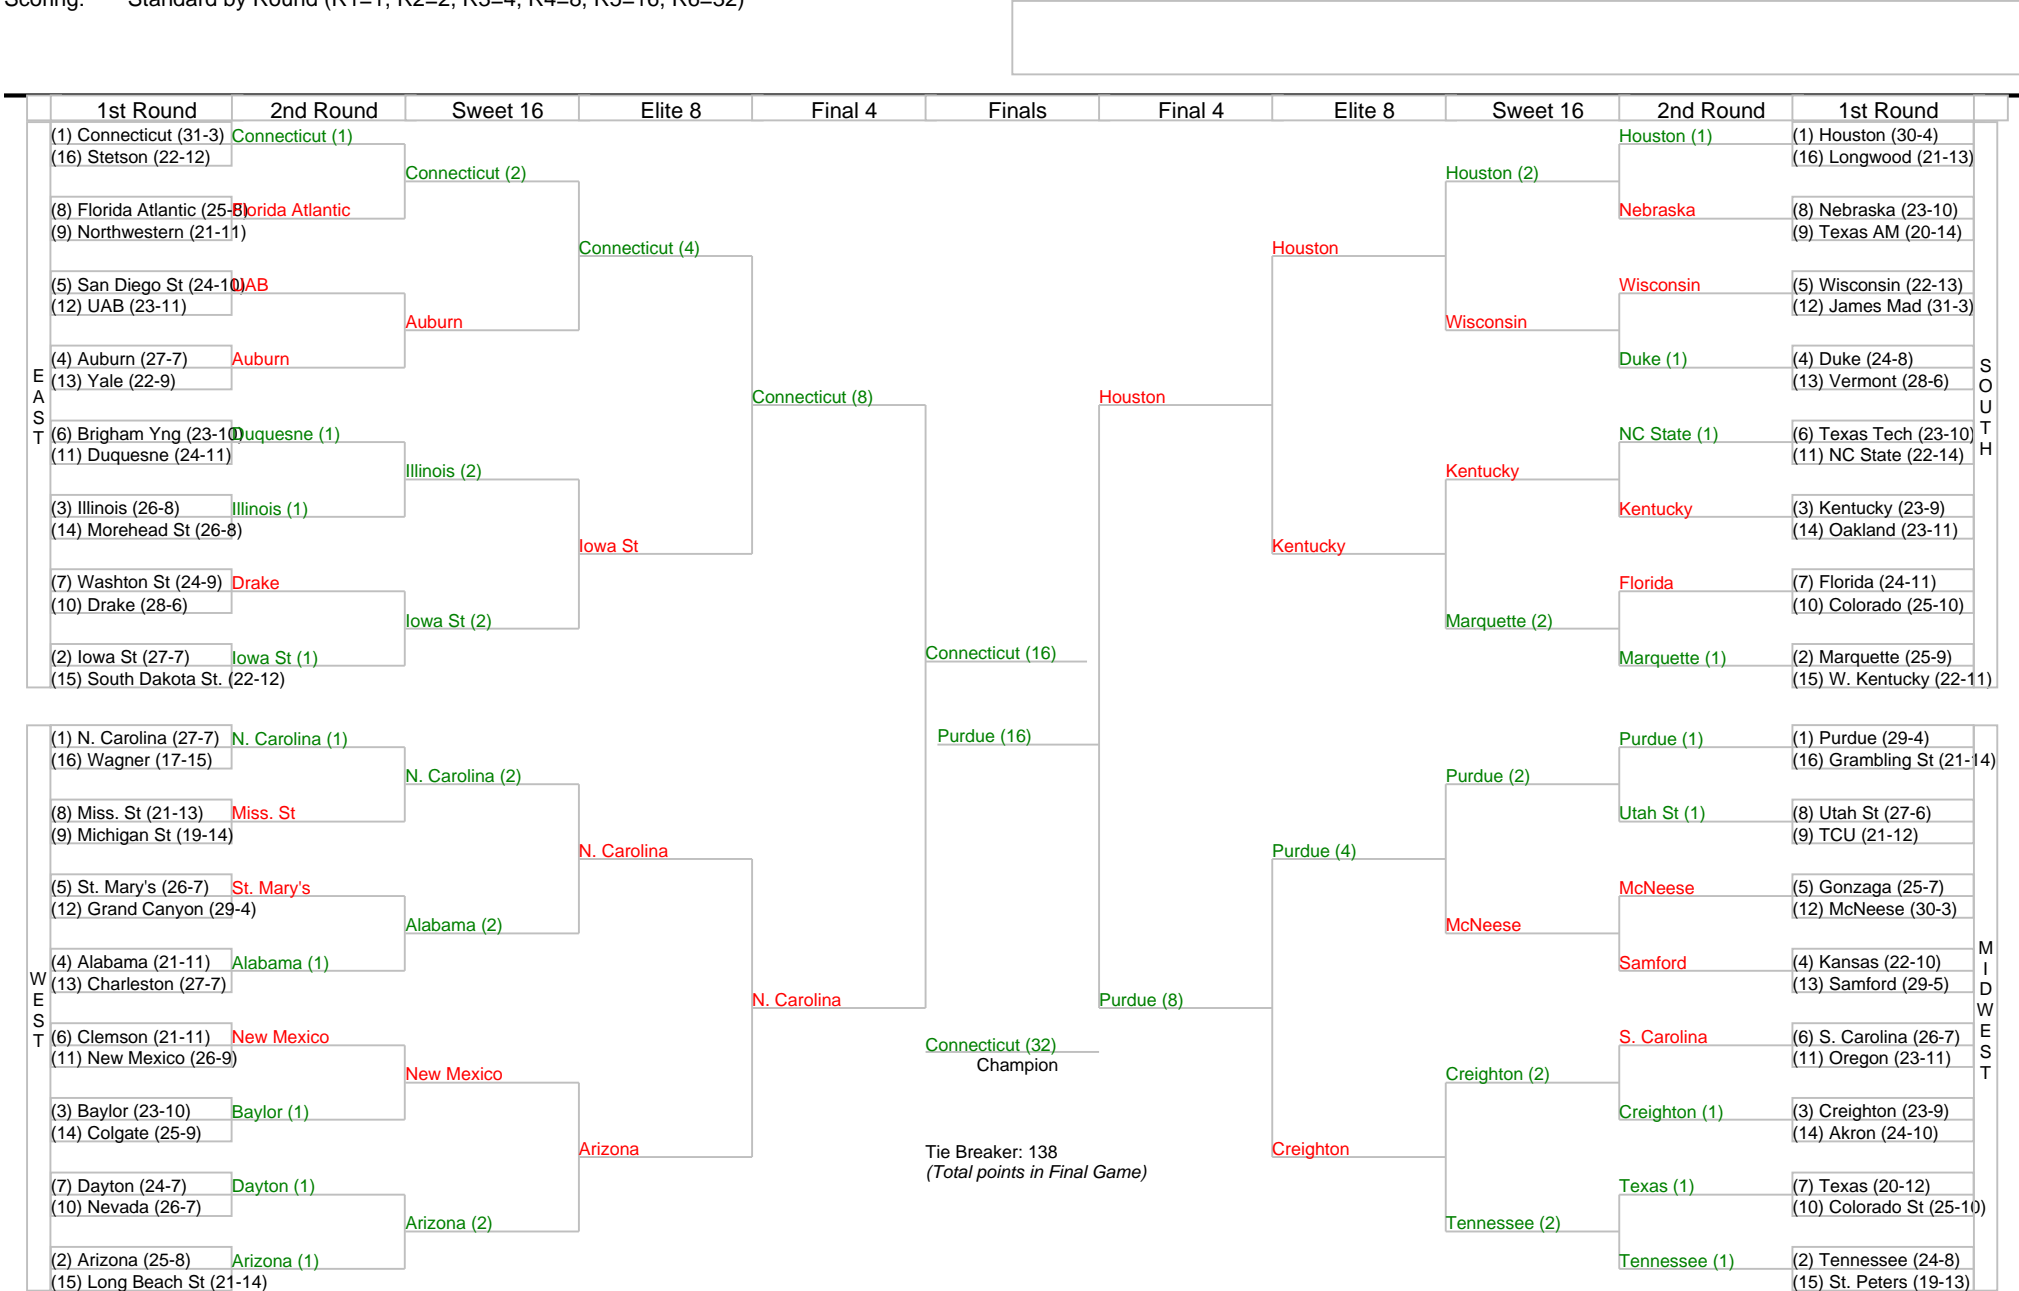 Scoring: Standard by Round (R1=1, R2=2, R3=4, R4=8, R5=16, R6=32)
1st Round 2nd Round Sweet 16 Elite 8 Final 4 Finals Final 4 Elite 8 Sweet 16 2nd Round 1st Round
EAST
(1) Connecticut (31-3)
(16) Stetson (22-12)
(8) Florida Atlantic (25-8)
(9) Northwestern (21-11)
(5) San Diego St (24-10)
(12) UAB (23-11)
(4) Auburn (27-7)
(13) Yale (22-9)
(6) Brigham Yng (23-10)
(11) Duquesne (24-11)
(3) Illinois (26-8)
(14) Morehead St (26-8)
(7) Washton St (24-9)
(10) Drake (28-6)
(2) Iowa St (27-7)
(15) South Dakota St. (22-12)
Connecticut (1)
Florida Atlantic
UAB
Auburn
Duquesne (1)
Illinois (1)
Drake
Iowa St (1)
Connecticut (2)
Auburn
Illinois (2)
Iowa St (2)
Connecticut (4)
Iowa St
Connecticut (8)
WEST
(1) N. Carolina (27-7)
(16) Wagner (17-15)
(8) Miss. St (21-13)
(9) Michigan St (19-14)
(5) St. Mary's (26-7)
(12) Grand Canyon (29-4)
(4) Alabama (21-11)
(13) Charleston (27-7)
(6) Clemson (21-11)
(11) New Mexico (26-9)
(3) Baylor (23-10)
(14) Colgate (25-9)
(7) Dayton (24-7)
(10) Nevada (26-7)
(2) Arizona (25-8)
(15) Long Beach St (21-14)
N. Carolina (1)
Miss. St
St. Mary's
Alabama (1)
New Mexico
Baylor (1)
Dayton (1)
Arizona (1)
N. Carolina (2)
Alabama (2)
New Mexico
Arizona (2)
N. Carolina
Arizona
N. Carolina
Connecticut (16)
Purdue (16)
Connecticut (32)
Champion
Tie Breaker: 138
(Total points in Final Game)
Houston
Houston
Kentucky
Houston (2)
Wisconsin
Kentucky
Marquette (2)
Houston (1)
Nebraska
Wisconsin
Duke (1)
NC State (1)
Kentucky
Florida
Marquette (1)
(1) Houston (30-4)
(16) Longwood (21-13)
(8) Nebraska (23-10)
(9) Texas AM (20-14)
(5) Wisconsin (22-13)
(12) James Mad (31-3)
(4) Duke (24-8)
(13) Vermont (28-6)
(6) Texas Tech (23-10)
(11) NC State (22-14)
(3) Kentucky (23-9)
(14) Oakland (23-11)
(7) Florida (24-11)
(10) Colorado (25-10)
(2) Marquette (25-9)
(15) W. Kentucky (22-11)
SOUTH
Purdue (8)
Purdue (4)
Creighton
Purdue (2)
McNeese
Creighton (2)
Tennessee (2)
Purdue (1)
Utah St (1)
McNeese
Samford
S. Carolina
Creighton (1)
Texas (1)
Tennessee (1)
(1) Purdue (29-4)
(16) Grambling St (21-14)
(8) Utah St (27-6)
(9) TCU (21-12)
(5) Gonzaga (25-7)
(12) McNeese (30-3)
(4) Kansas (22-10)
(13) Samford (29-5)
(6) S. Carolina (26-7)
(11) Oregon (23-11)
(3) Creighton (23-9)
(14) Akron (24-10)
(7) Texas (20-12)
(10) Colorado St (25-10)
(2) Tennessee (24-8)
(15) St. Peters (19-13)
MIDWEST